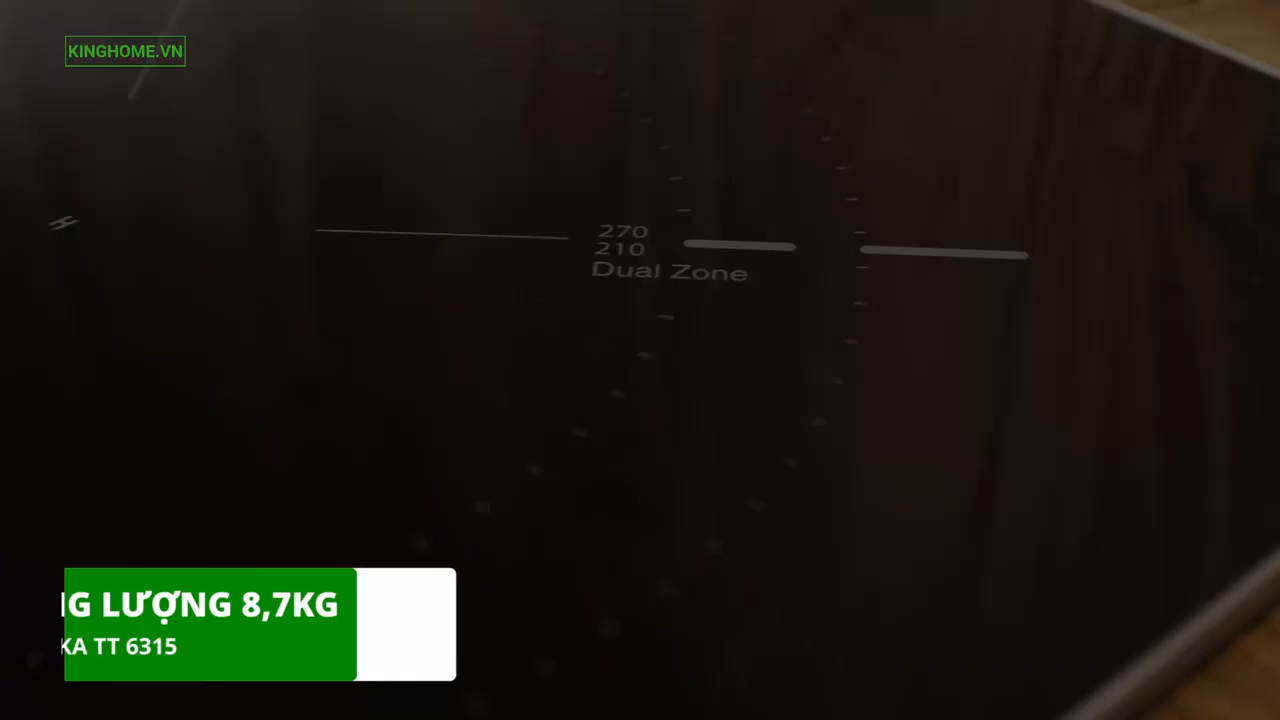 KINGHOME.VN
H
270
210
Dual Zone
G LƯỢNG 8,7KG
KA TT 6315